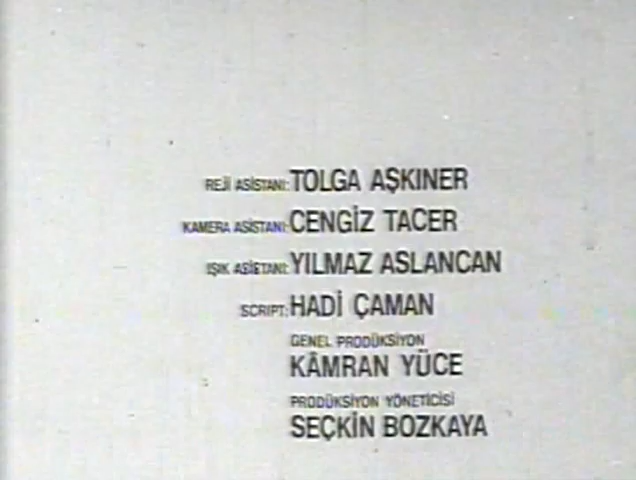 REJİ ASİSTANI: TOLGA AŞKINER
KAMERA ASİSTANI: CENGİZ TACER
IŞIK ASİSTANI: YILMAZ ASLANCAN
SCRIPT: HADİ ÇAMAN
GENEL PRODÜKSİYON
KÂMRAN YÜCE
PRODÜKSİYON YÖNETİCİSİ
SEÇKİN BOZKAYA